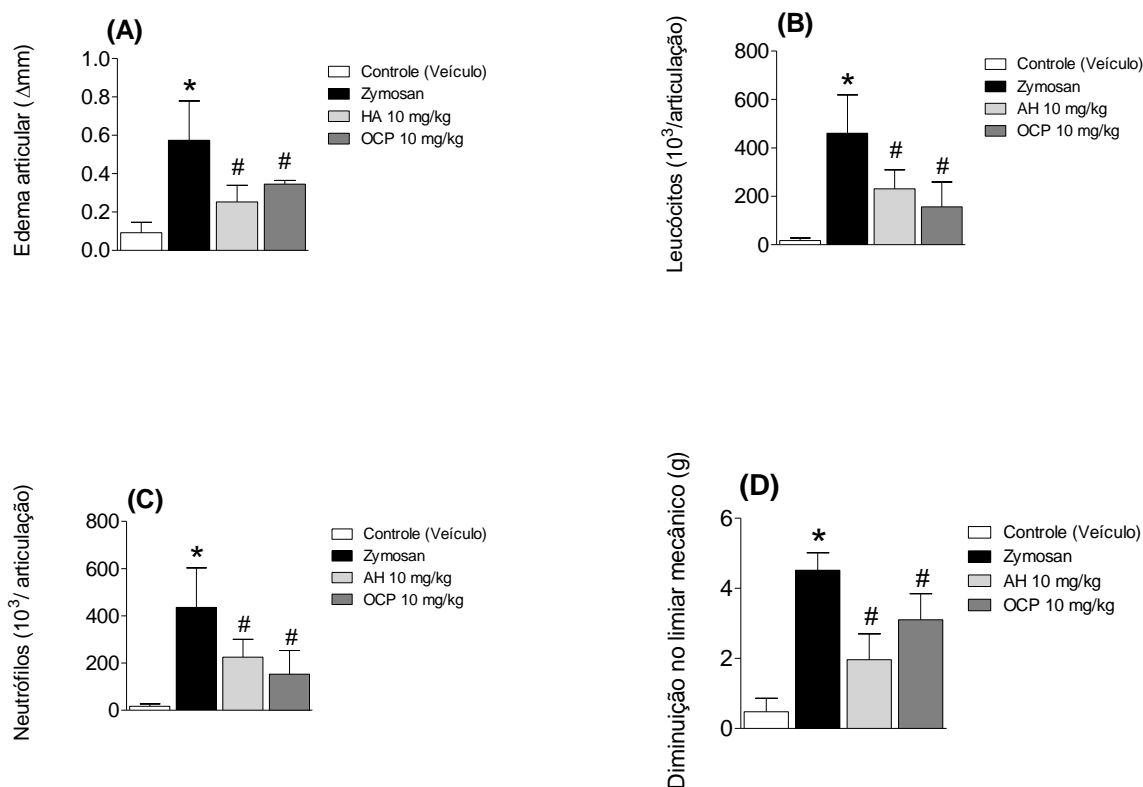 (A)
Edema articular (Δmm)
1.0
0.8
0.6
0.4
0.2
0.0
*
#
#
Controle (Veículo)
Zymosan
HA 10 mg/kg
OCP 10 mg/kg
(B)
Leucócitos (10³/articulação)
800
600
400
200
0
*
#
#
Controle (Veículo)
Zymosan
AH 10 mg/kg
OCP 10 mg/kg
(C)
Neutrófilos (10³/ articulação)
800
600
400
200
0
*
#
#
Controle (Veículo)
Zymosan
AH 10 mg/kg
OCP 10 mg/kg
(D)
Diminuição no limiar mecânico (g)
6
4
2
0
*
#
#
Controle (Veículo)
Zymosan
AH 10 mg/kg
OCP 10 mg/kg